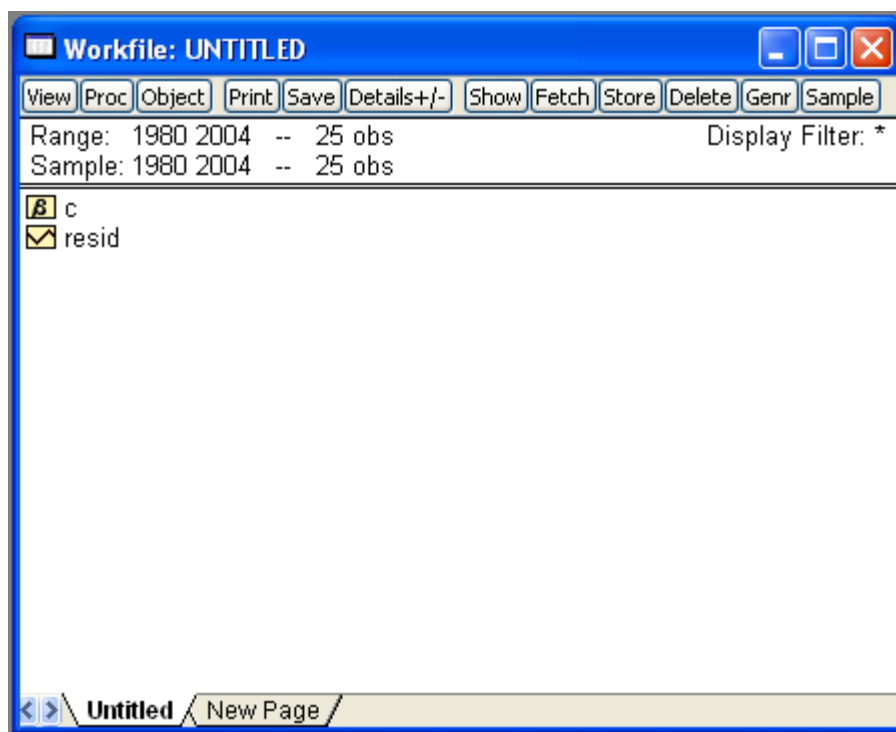 Workfile: UNTITLED
View Proc Object Print Save Details+/- Show Fetch Store Delete Genr Sample
Range: 1980 2004 -- 25 obs Display Filter: *
Sample: 1980 2004 -- 25 obs
β c
resid
Untitled New Page